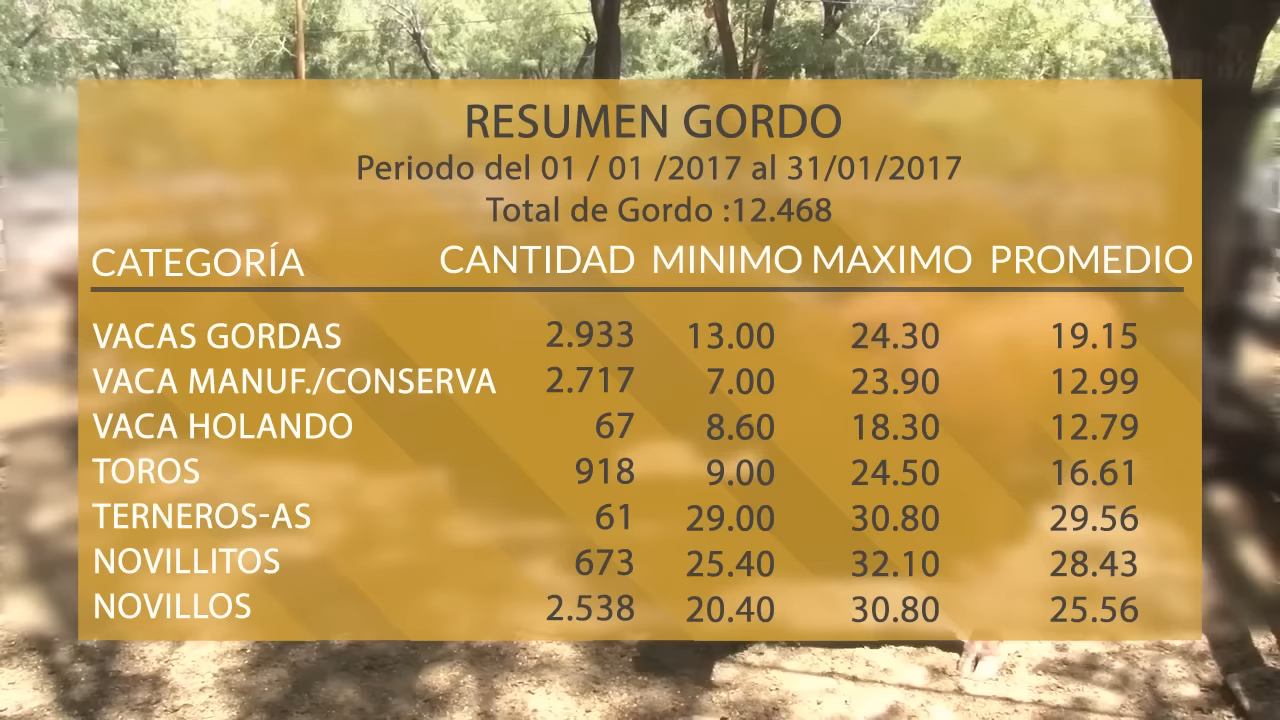 RESUMEN GORDO
Periodo del 01 / 01 /2017 al 31/01/2017
Total de Gordo :12.468
CATEGORÍA CANTIDAD MINIMO MAXIMO PROMEDIO
VACAS GORDAS 2.933 13.00 24.30 19.15
VACA MANUF./CONSERVA 2.717 7.00 23.90 12.99
VACA HOLANDO 67 8.60 18.30 12.79
TOROS 918 9.00 24.50 16.61
TERNEROS-AS 61 29.00 30.80 29.56
NOVILLITOS 673 25.40 32.10 28.43
NOVILLOS 2.538 20.40 30.80 25.56